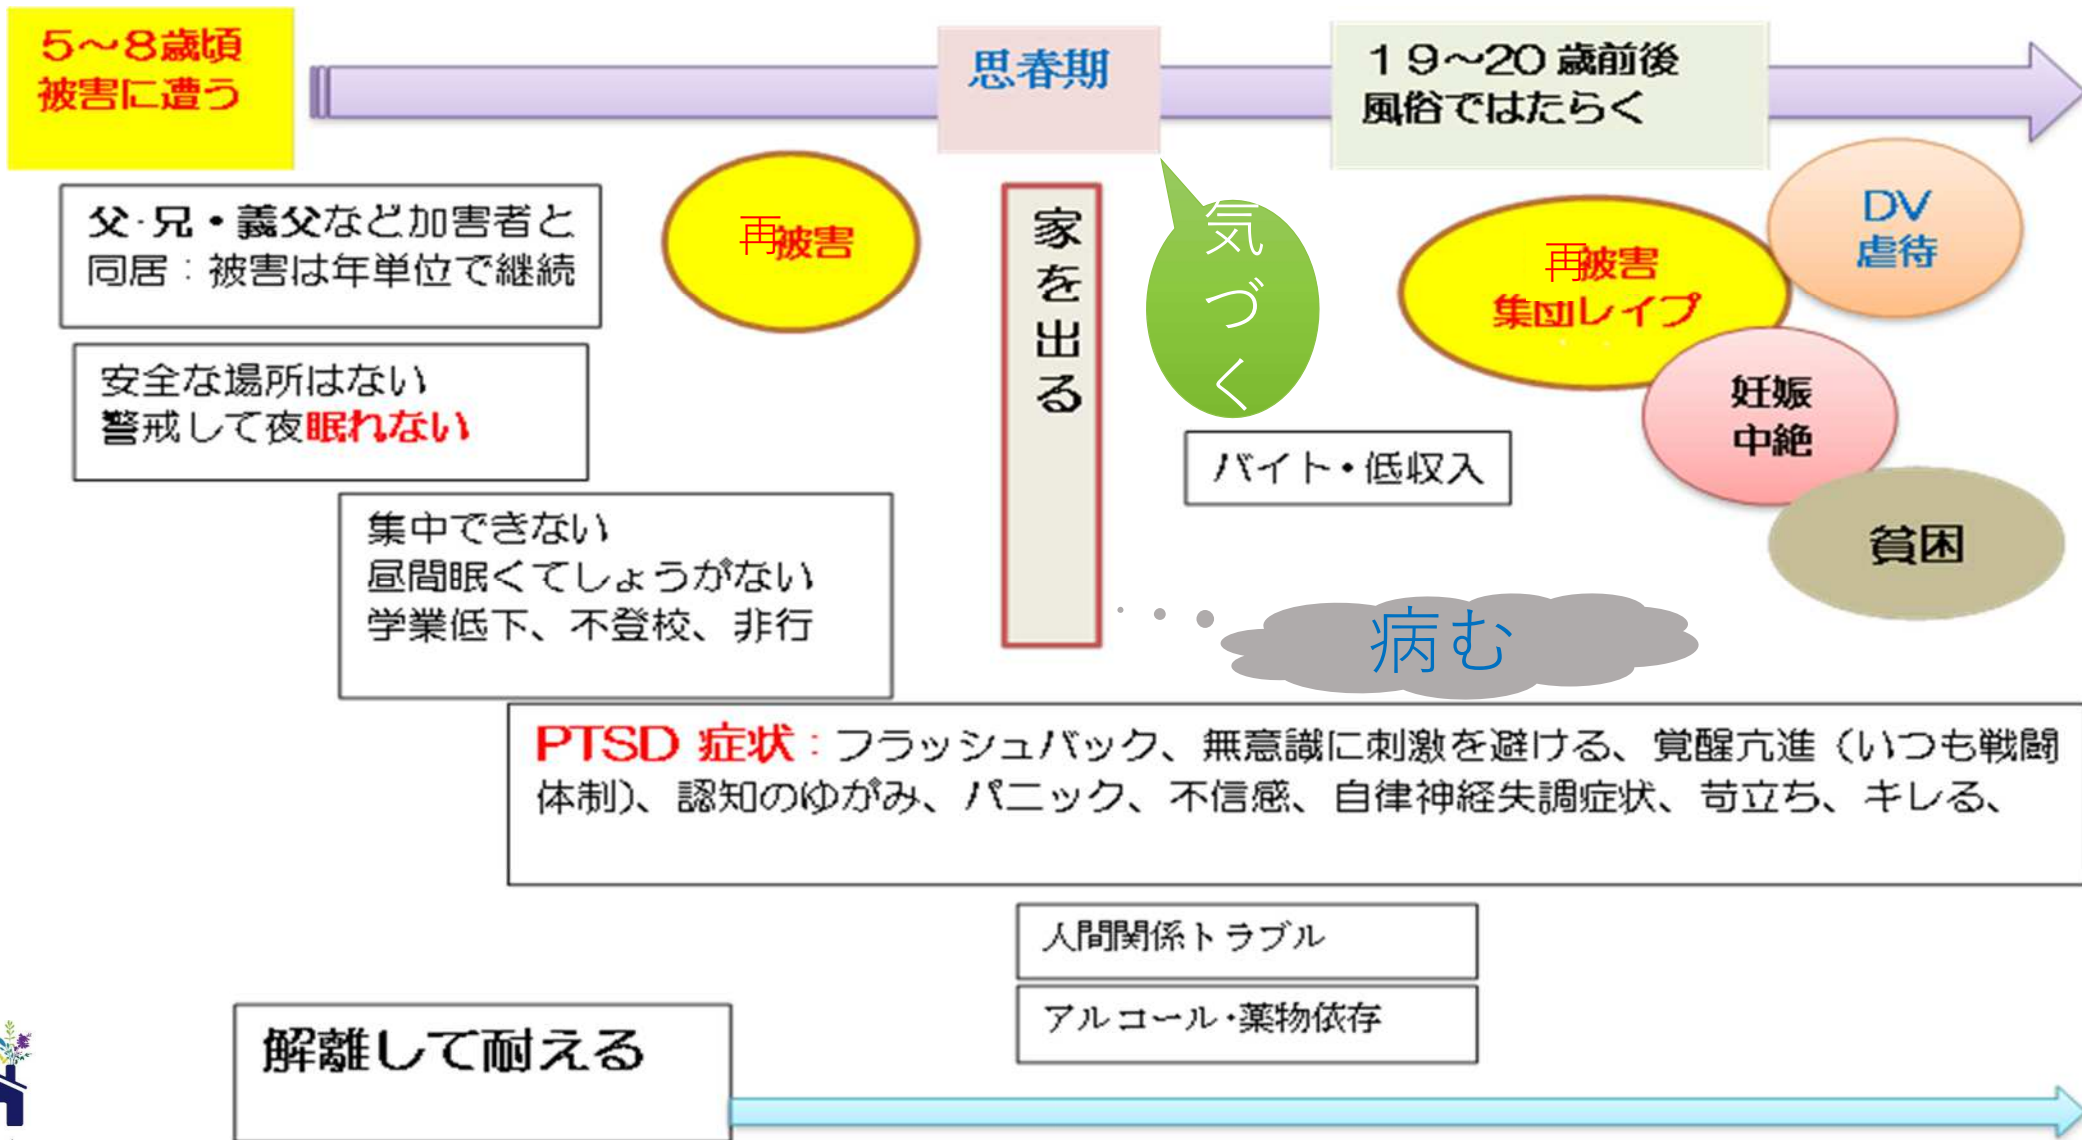 5～8歳頃
被害に遭う
思春期
19～20歳前後
風俗ではたらく
父・兄・義父など加害者と
同居：被害は年単位で継続
再被害
家を出る
気づく
再被害
集団レイプ
DV
虐待
安全な場所はない
警戒して夜眠れない
妊娠
中絶
バイト・低収入
貧困
集中できない
昼間眠くてしょうがない
学業低下、不登校、非行
病む
PTSD 症状：フラッシュバック、無意識に刺激を避ける、覚醒亢進（いつも戦闘
体制）、認知のゆがみ、パニック、不信感、自律神経失調症状、苛立ち、キレる、
人間関係トラブル
アルコール・薬物依存
解離して耐える